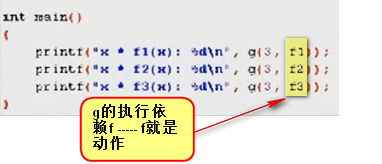 int main()
{
printf("x * f1(x): %d\n", g(3, f1));
printf("x * f2(x): %d\n", g(3, f2));
printf("x * f3(x): %d\n", g(3, f3));
}
g的执行依
赖f ----- f就是
动作